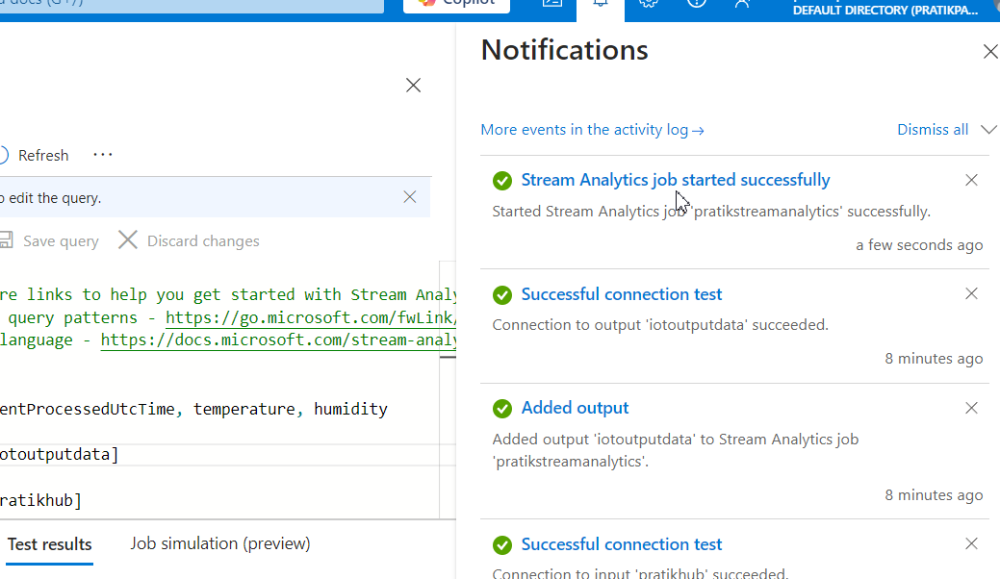 docs (G+/)
Copilot
DEFAULT DIRECTORY (PRATIKPA...
Refresh
...
o edit the query.
Save query
Discard changes
re links to help you get started with Stream Analy
query patterns - https://go.microsoft.com/fwLink/
language - https://docs.microsoft.com/stream-analy
entProcessedUtcTime, temperature, humidity
otoutputdata]
ratikhub]
Test results
Job simulation (preview)
Notifications
More events in the activity log→
Dismiss all
Stream Analytics job started successfully
Started Stream Analytics job 'pratikstreamanalytics' successfully.
a few seconds ago
Successful connection test
Connection to output 'iotoutputdata' succeeded.
8 minutes ago
Added output
Added output 'iotoutputdata' to Stream Analytics job
'pratikstreamanalytics'.
8 minutes ago
Successful connection test
Connection to input 'pratikhub' succeeded.